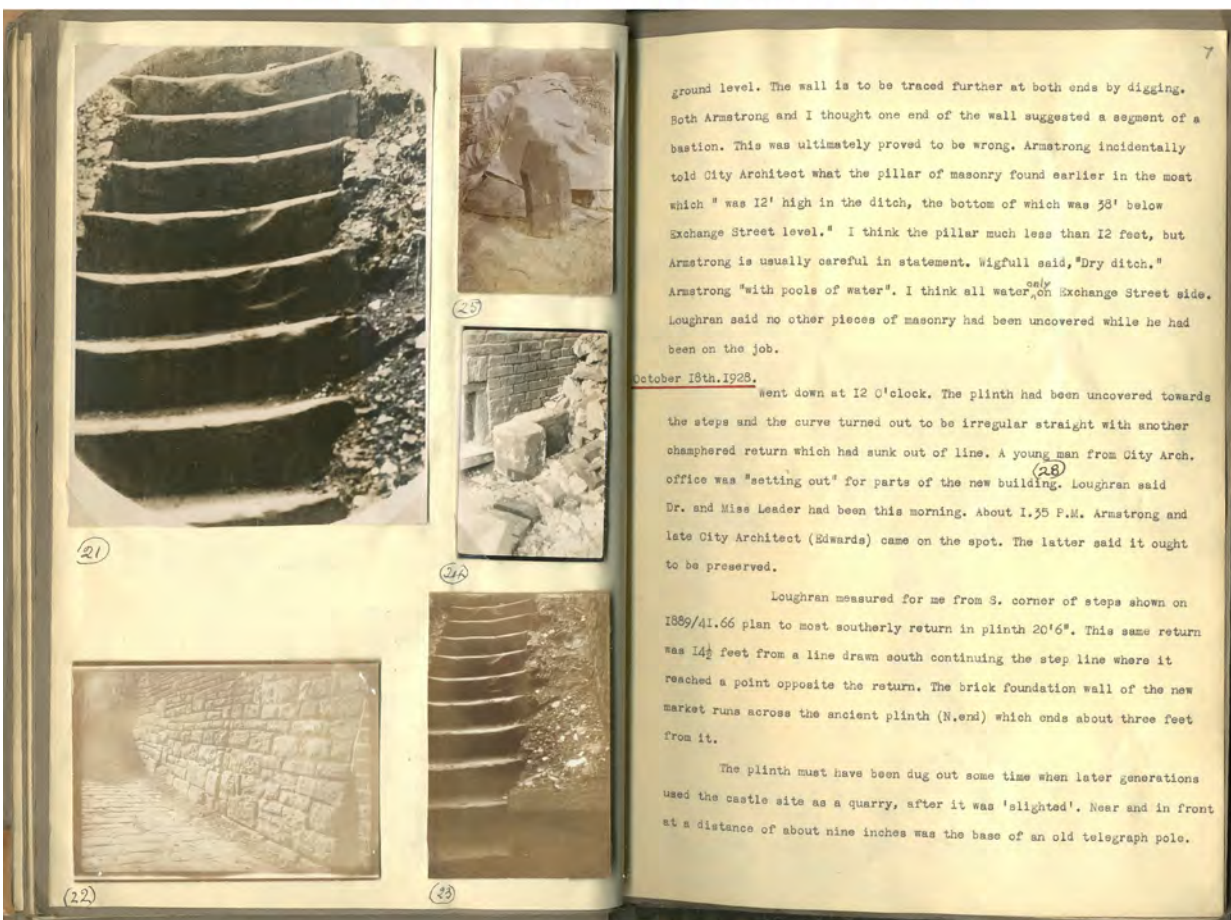 21
25
24
22
23
7
ground level. The wall is to be traced further at both ends by digging.
Both Armstrong and I thought one end of the wall suggested a segment of a
bastion. This was ultimately proved to be wrong. Armstrong incidentally
told City Architect what the pillar of masonry found earlier in the moat
which " was I2' high in the ditch, the bottom of which was 38' below
Exchange Street level." I think the pillar much less than I2 feet, but
Armstrong is usually careful in statement. Wigfull said,"Dry ditch."
Armstrong "with pools of water". I think all water only on Exchange Street side.
Loughran said no other pieces of masonry had been uncovered while he had
been on the job.
October I8th.I928.
Went down at I2 O'clock. The plinth had been uncovered towards
the steps and the curve turned out to be irregular straight with another
champhered return which had sunk out of line. A young man from City Arch.
office was "setting out" for parts of the new building. (28) Loughran said
Dr. and Miss Leader had been this morning. About I.35 P.M. Armstrong and
late City Architect (Edwards) came on the spot. The latter said it ought
to be preserved.
Loughran measured for me from S. corner of steps shown on
I889/4I.66 plan to most southerly return in plinth 20'6". This same return
was I4½ feet from a line drawn south continuing the step line where it
reached a point opposite the return. The brick foundation wall of the new
market runs across the ancient plinth (N.end) which ends about three feet
from it.
The plinth must have been dug out some time when later generations
used the castle site as a quarry, after it was 'slighted'. Near and in front
at a distance of about nine inches was the base of an old telegraph pole.